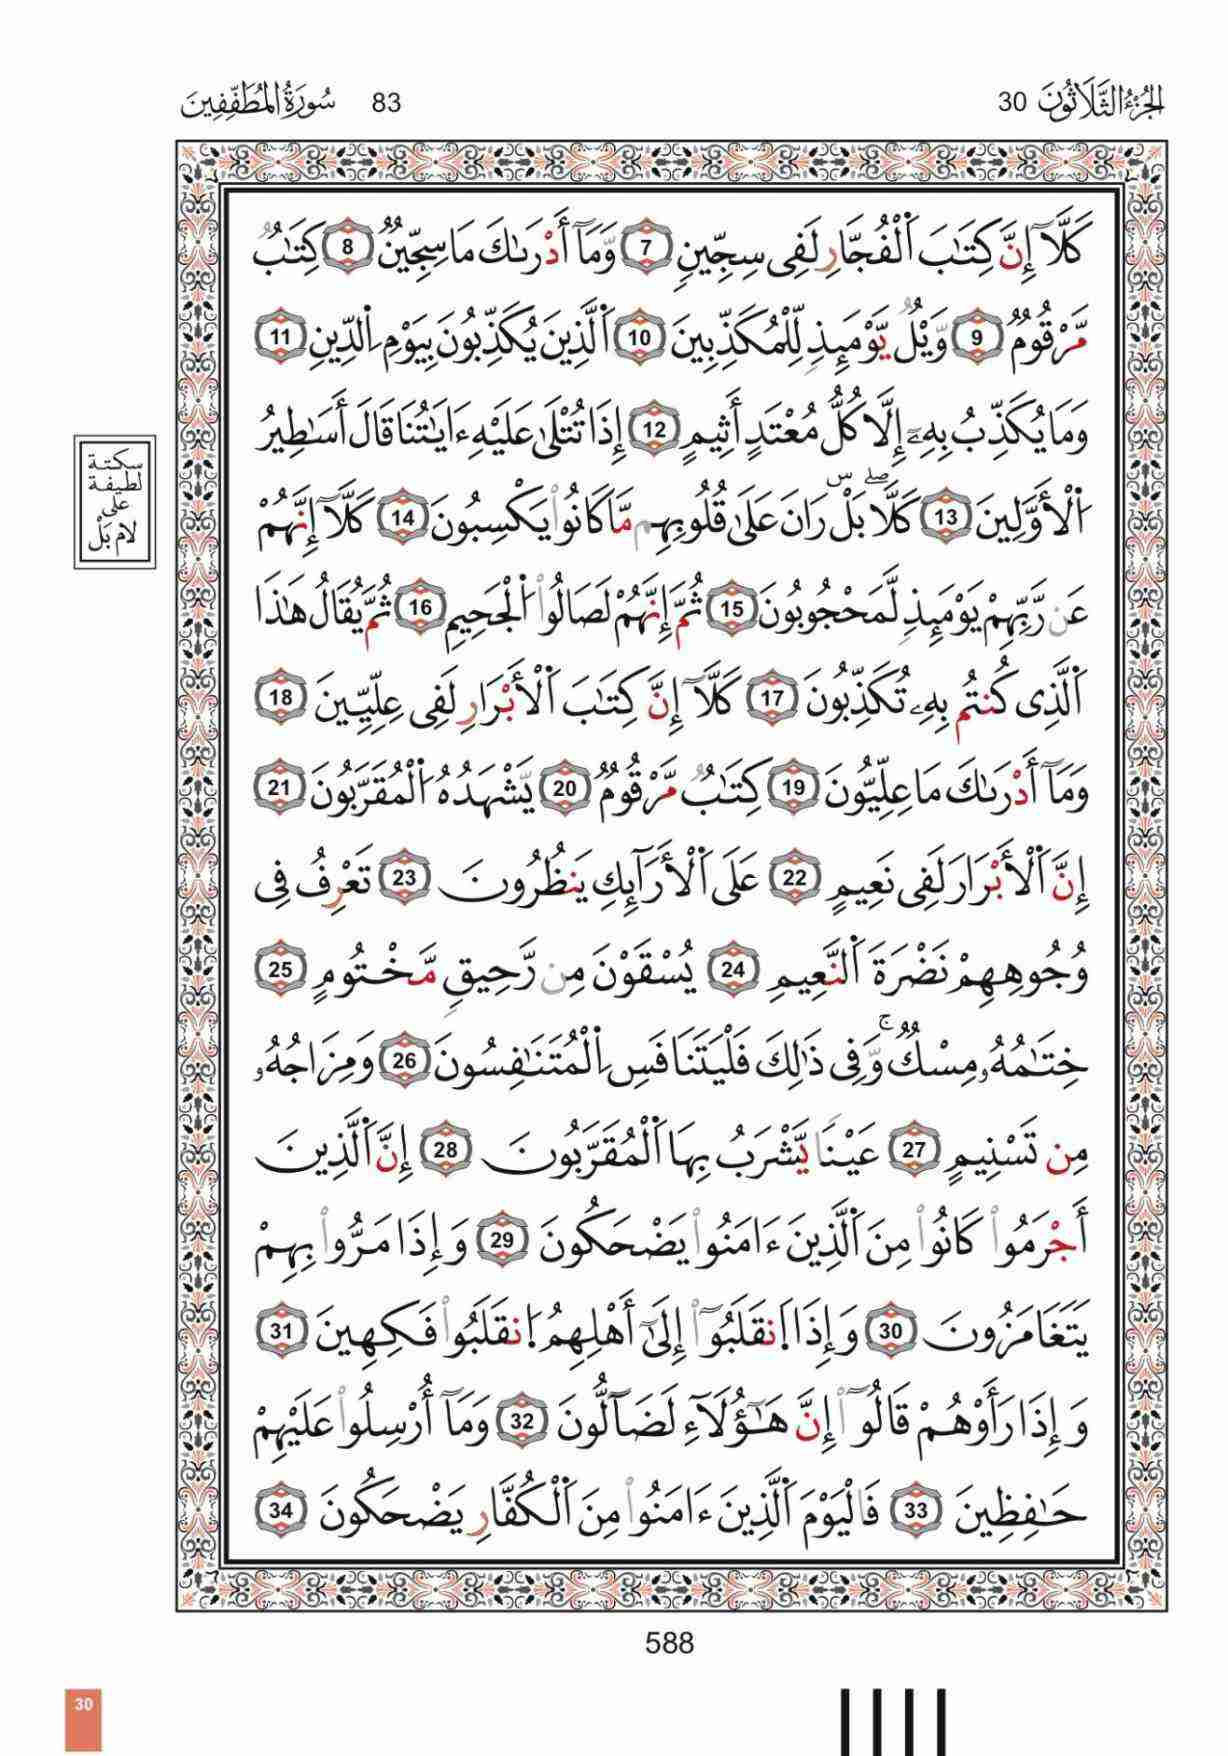 الجُزْءُ الثَّلَاثُونَ 30
83 سُورَةُ المُطَفِّفِين
كَلَّآ إِنَّ كِتَٰبَ ٱلْفُجَّارِ لَفِى سِجِّينٍ 7 وَمَآ أَدْرَىٰكَ مَا سِجِّينٌ 8 كِتَٰبٌ
مَّرْقُومٌ 9 وَيْلٌ يَوْمَئِذٍ لِّلْمُكَذِّبِينَ 10 ٱلَّذِينَ يُكَذِّبُونَ بِيَوْمِ ٱلدِّينِ 11
وَمَا يُكَذِّبُ بِهِۦٓ إِلَّا كُلُّ مُعْتَدٍ أَثِيمٍ 12 إِذَا تُتْلَىٰ عَلَيْهِ ءَايَٰتُنَا قَالَ أَسَٰطِيرُ
ٱلْأَوَّلِينَ 13 كَلَّا ۖ بَلْ ۜ رَانَ عَلَىٰ قُلُوبِهِم مَّا كَانُوا۟ يَكْسِبُونَ 14 كَلَّآ إِنَّهُمْ
عَن رَّبِّهِمْ يَوْمَئِذٍ لَّمَحْجُوبُونَ 15 ثُمَّ إِنَّهُمْ لَصَالُوا۟ ٱلْجَحِيمِ 16 ثُمَّ يُقَالُ هَٰذَا
ٱلَّذِى كُنتُم بِهِۦ تُكَذِّبُونَ 17 كَلَّآ إِنَّ كِتَٰبَ ٱلْأَبْرَارِ لَفِى عِلِّيِّينَ 18
وَمَآ أَدْرَىٰكَ مَا عِلِّيُّونَ 19 كِتَٰبٌ مَّرْقُومٌ 20 يَشْهَدُهُ ٱلْمُقَرَّبُونَ 21
إِنَّ ٱلْأَبْرَارَ لَفِى نَعِيمٍ 22 عَلَى ٱلْأَرَآئِكِ يَنظُرُونَ 23 تَعْرِفُ فِى
وُجُوهِهِمْ نَضْرَةَ ٱلنَّعِيمِ 24 يُسْقَوْنَ مِن رَّحِيقٍ مَّخْتُومٍ 25
خِتَٰمُهُۥ مِسْكٌ ۚ وَفِى ذَٰلِكَ فَلْيَتَنَافَسِ ٱلْمُتَنَٰفِسُونَ 26 وَمِزَاجُهُۥ
مِن تَسْنِيمٍ 27 عَيْنًا يَشْرَبُ بِهَا ٱلْمُقَرَّبُونَ 28 إِنَّ ٱلَّذِينَ
أَجْرَمُوا۟ كَانُوا۟ مِنَ ٱلَّذِينَ ءَامَنُوا۟ يَضْحَكُونَ 29 وَإِذَا مَرُّوا۟ بِهِمْ
يَتَغَامَزُونَ 30 وَإِذَا ٱنقَلَبُوٓا۟ إِلَىٰٓ أَهْلِهِمُ ٱنقَلَبُوا۟ فَكِهِينَ 31
وَإِذَا رَأَوْهُمْ قَالُوٓا۟ إِنَّ هَٰٓؤُلَآءِ لَضَآلُّونَ 32 وَمَآ أُرْسِلُوا۟ عَلَيْهِمْ
حَٰفِظِينَ 33 فَٱلْيَوْمَ ٱلَّذِينَ ءَامَنُوا۟ مِنَ ٱلْكُفَّارِ يَضْحَكُونَ 34
سكتة
لطيفة
على
لام بَلْ
588
30